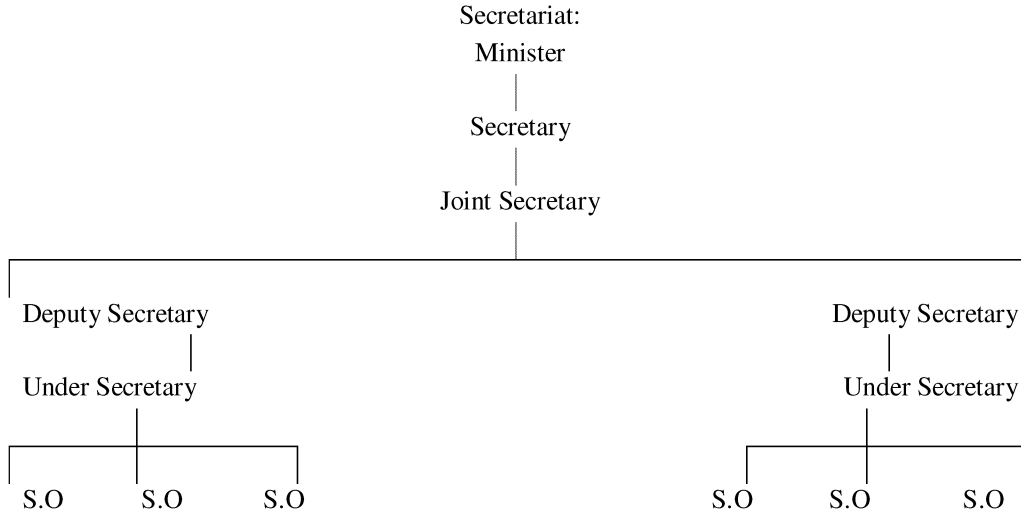 Secretariat:
Minister
Secretary
Joint Secretary
Deputy Secretary Deputy Secretary
Under Secretary Under Secretary
S.O S.O S.O S.O S.O S.O